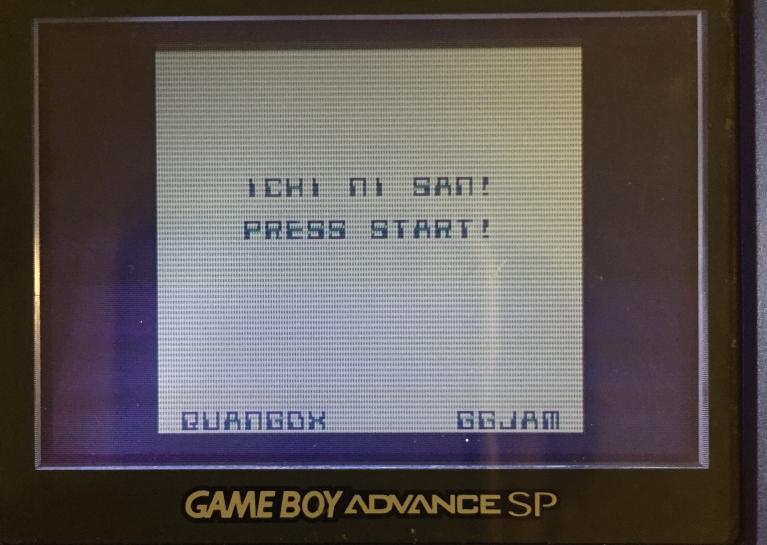 ICHI NI SAN!
PRESS START!
QUANGDX GGJAM
GAME BOY ADVANCE SP